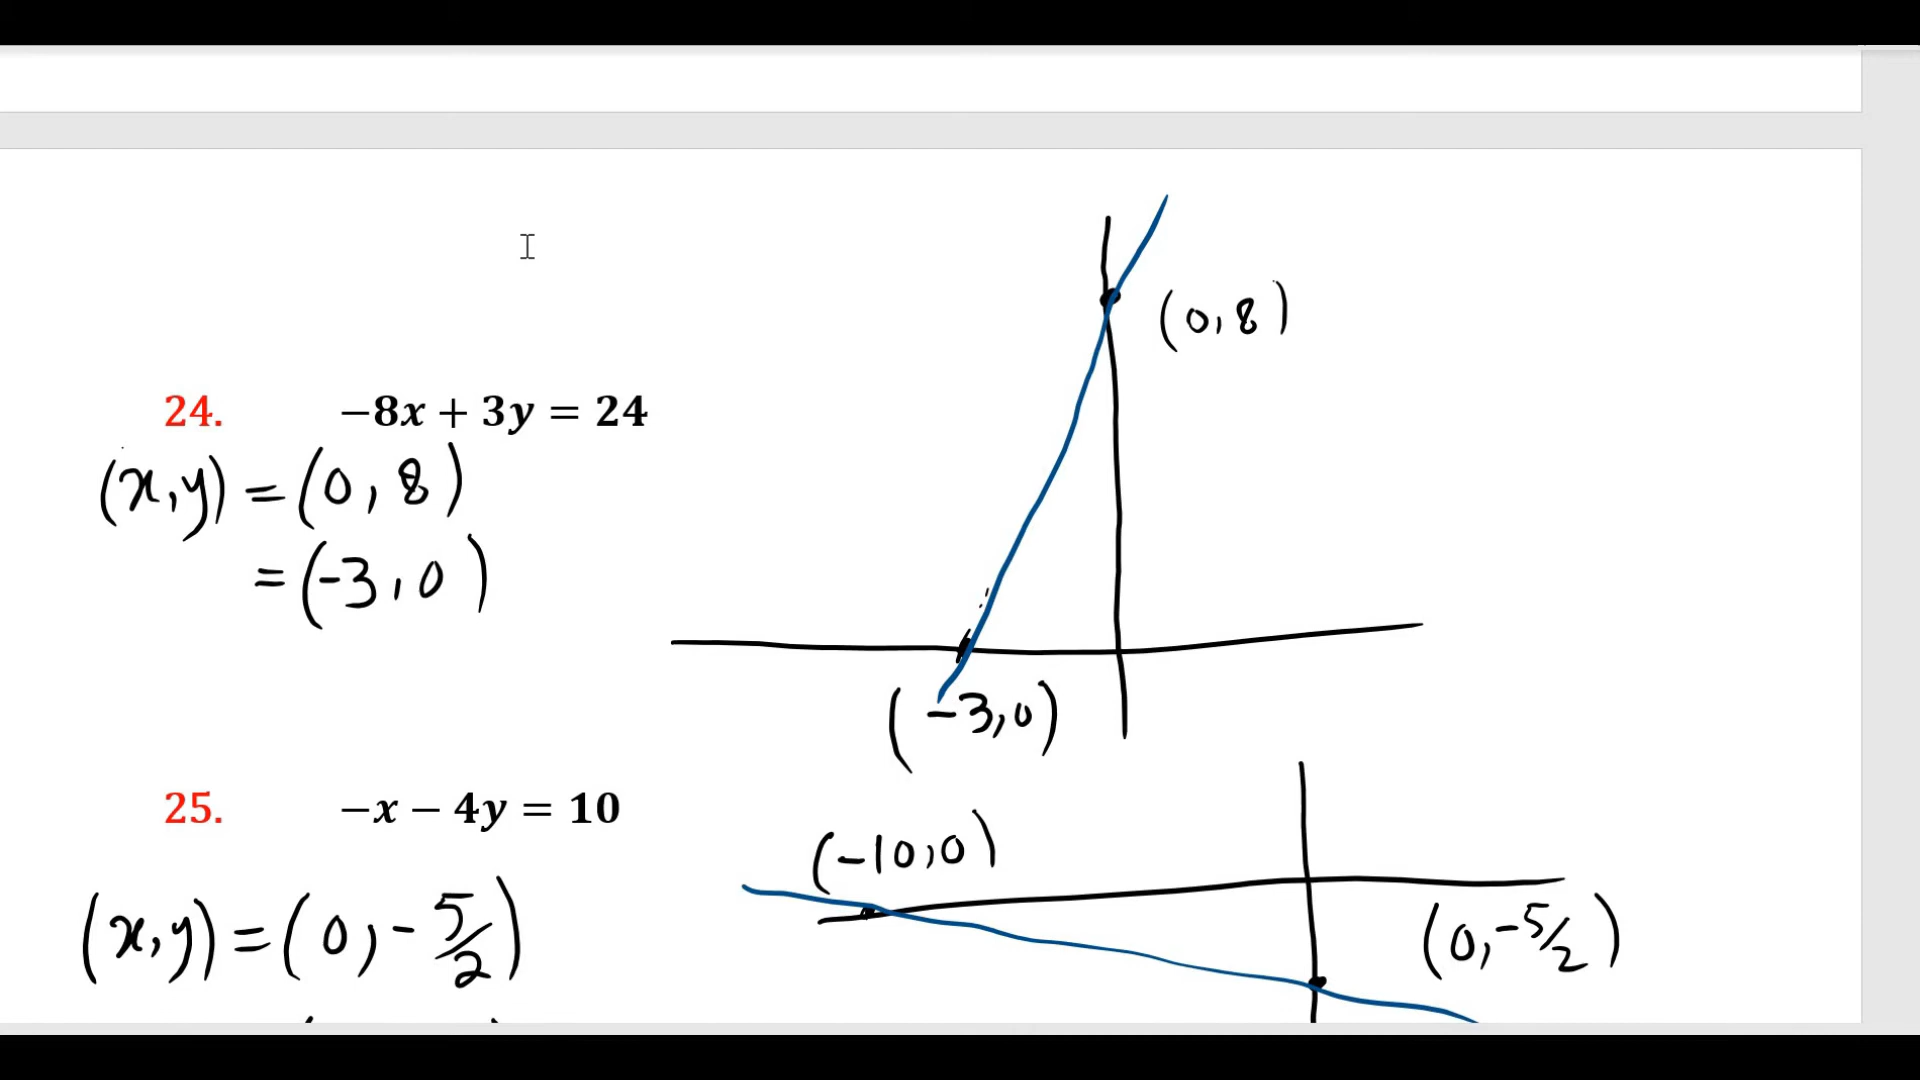 (0,8)
24. −8x + 3y = 24
(x,y) = (0,8)
= (-3,0)
(-3,0)
25. −x − 4y = 10
(-10,0)
(x,y) = (0,-5/2)
(0,-5/2)